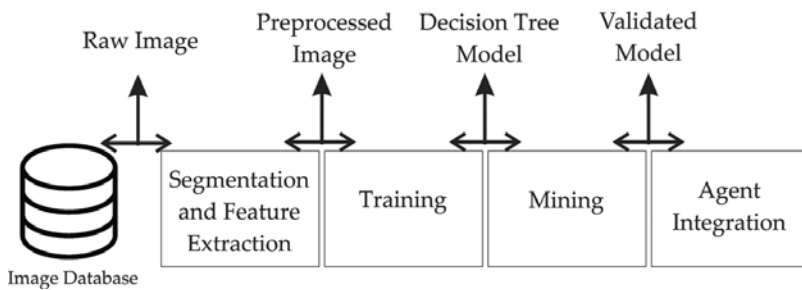 Raw Image
Preprocessed
Image
Decision Tree
Model
Validated
Model
Image Database
Segmentation
and Feature
Extraction
Training
Mining
Agent
Integration